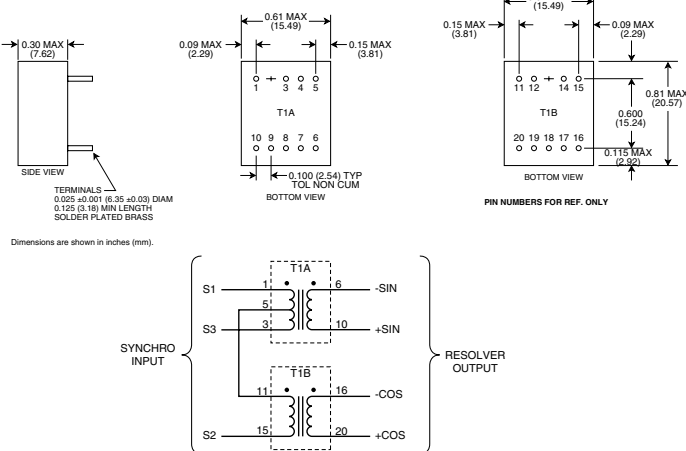 0.30 MAX
(7.62)
SIDE VIEW
TERMINALS
0.025 ±0.001 (6.35 ±0.03) DIAM
0.125 (3.18) MIN LENGTH
SOLDER PLATED BRASS
0.61 MAX
(15.49)
0.09 MAX
(2.29)
0.15 MAX
(3.81)
1 3 4 5
T1A
10 9 8 7 6
0.100 (2.54) TYP
TOL NON CUM
BOTTOM VIEW
(15.49)
0.15 MAX
(3.81)
0.09 MAX
(2.29)
11 12 14 15
T1B
20 19 18 17 16
0.81 MAX
(20.57)
0.600
(15.24)
0.115 MAX
(2.92)
BOTTOM VIEW
PIN NUMBERS FOR REF. ONLY
Dimensions are shown in inches (mm).
T1A
S1 1 6 -SIN
5
S3 3 10 +SIN
SYNCHRO
INPUT
RESOLVER
OUTPUT
T1B
11 16 -COS
S2 15 20 +COS